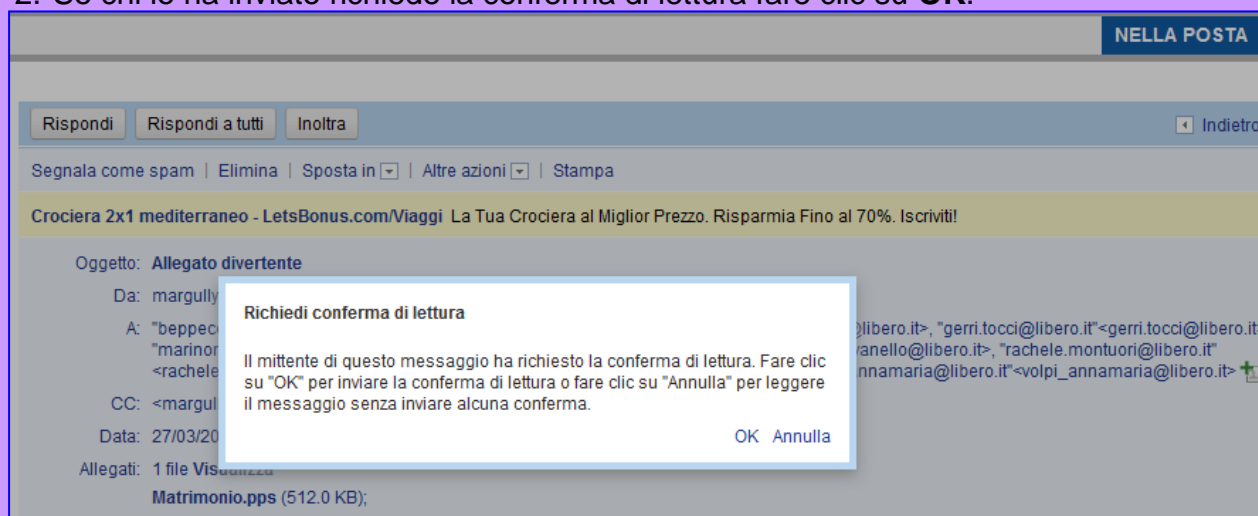 2. Se chi lo ha inviato richiede la conferma di lettura fare clic su OK.
NELLA POSTA
Rispondi Rispondi a tutti Inoltra Indietro
Segnala come spam | Elimina | Sposta in | Altre azioni | Stampa
Crociera 2x1 mediterraneo - LetsBonus.com/Viaggi La Tua Crociera al Miglior Prezzo. Risparmia Fino al 70%. Iscriviti!
Oggetto: Allegato divertente
Da: margully
A: "beppec @libero.it>, "gerri.tocci@libero.it"<gerri.tocci@libero.it
"marinor vanello@libero.it>, "rachele.montuori@libero.it"
<rachele annamaria@libero.it"<volpi_annamaria@libero.it>
CC: <margul
Data: 27/03/20
Allegati: 1 file Visualizza
Matrimonio.pps (512.0 KB);
Richiedi conferma di lettura
Il mittente di questo messaggio ha richiesto la conferma di lettura. Fare clic
su "OK" per inviare la conferma di lettura o fare clic su "Annulla" per leggere
il messaggio senza inviare alcuna conferma.
OK Annulla